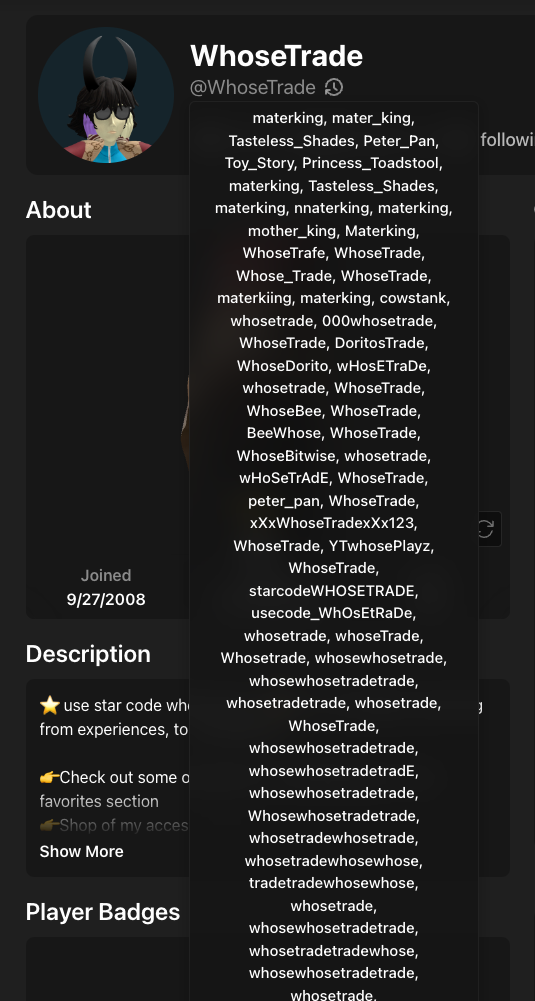 WhoseTrade
@WhoseTrade
materking, mater_king,
Tasteless_Shades, Peter_Pan,
Toy_Story, Princess_Toadstool,
materking, Tasteless_Shades,
materking, nnaterking, materking,
mother_king, Materking,
WhoseTrafe, WhoseTrade,
Whose_Trade, WhoseTrade,
materkiing, materking, cowstank,
whosetrade, 000whosetrade,
WhoseTrade, DoritosTrade,
WhoseDorito, wHosETraDe,
whosetrade, WhoseTrade,
WhoseBee, WhoseTrade,
BeeWhose, WhoseTrade,
WhoseBitwise, whosetrade,
wHoSeTrAdE, WhoseTrade,
peter_pan, WhoseTrade,
xXxWhoseTradexXx123,
WhoseTrade, YTwhosePlayz,
WhoseTrade,
starcodeWHOSETRADE,
usecode_WhOsEtRaDe,
whosetrade, whoseTrade,
Whosetrade, whosewhosetrade,
whosewhosetradetrade,
whosetradetrade, whosetrade,
WhoseTrade,
whosewhosetradetrade,
whosewhosetradetradE,
whosewhosetradetrade,
Whosewhosetradetrade,
whosetradewhosetrade,
whosetradewhosewhose,
tradetradewhosewhose,
whosetrade,
whosewhosetradetrade,
whosetradetradewhose,
whosewhosetradetrade,
whosetrade,
followi
About
Joined
9/27/2008
Description
⭐ use star code who g
from experiences, to
👉Check out some o
favorites section
👉Shop of my acces
Show More
Player Badges